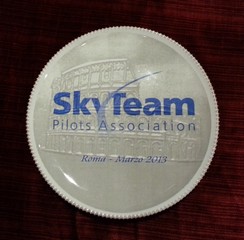 SkyTeam
Pilots Association
Roma - Marzo 2013